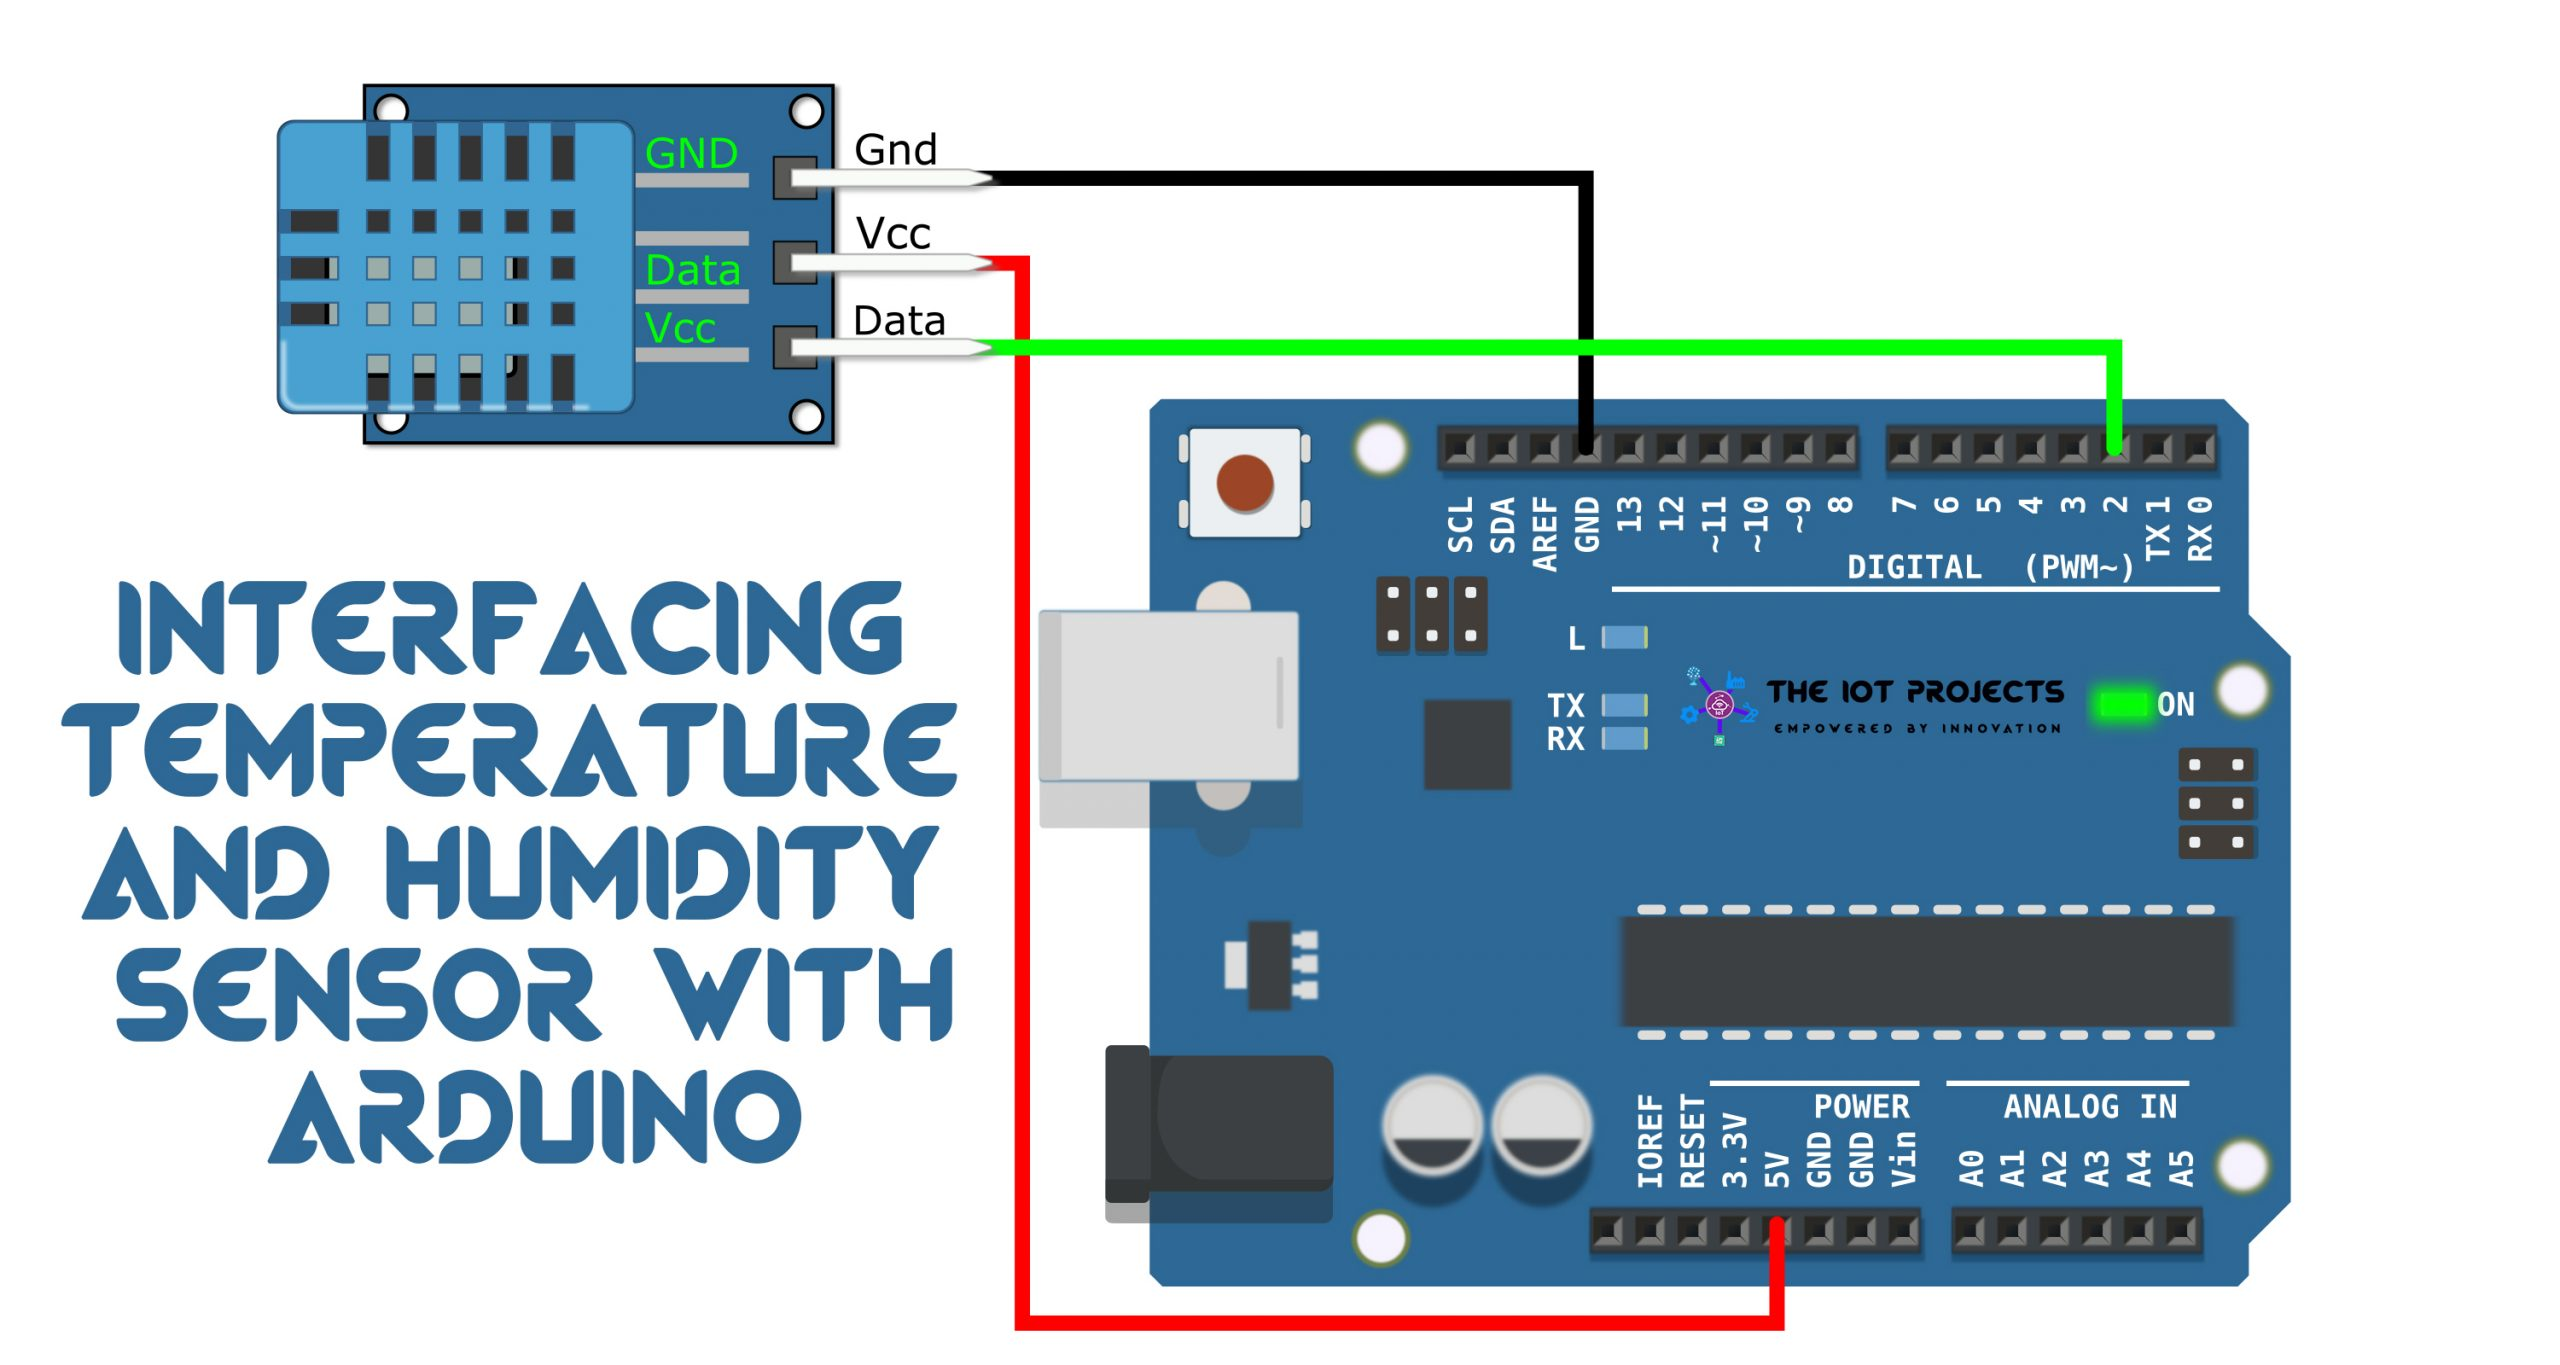 GND
Data
Vcc
Gnd
Vcc
Data
INTERFACING
TEMPERATURE
AND HUMIDITY
SENSOR WITH
ARDUINO
SCL
SDA
AREF
GND
13
12
~11
~10
~9
8
7
6
5
4
3
2
TX 1
RX 0
DIGITAL (PWM~)
L
TX
RX
THE IOT PROJECTS
EMPOWERED BY INNOVATION
ON
POWER
ANALOG IN
IOREF
RESET
3.3V
5V
GND
GND
Vin
A0
A1
A2
A3
A4
A5